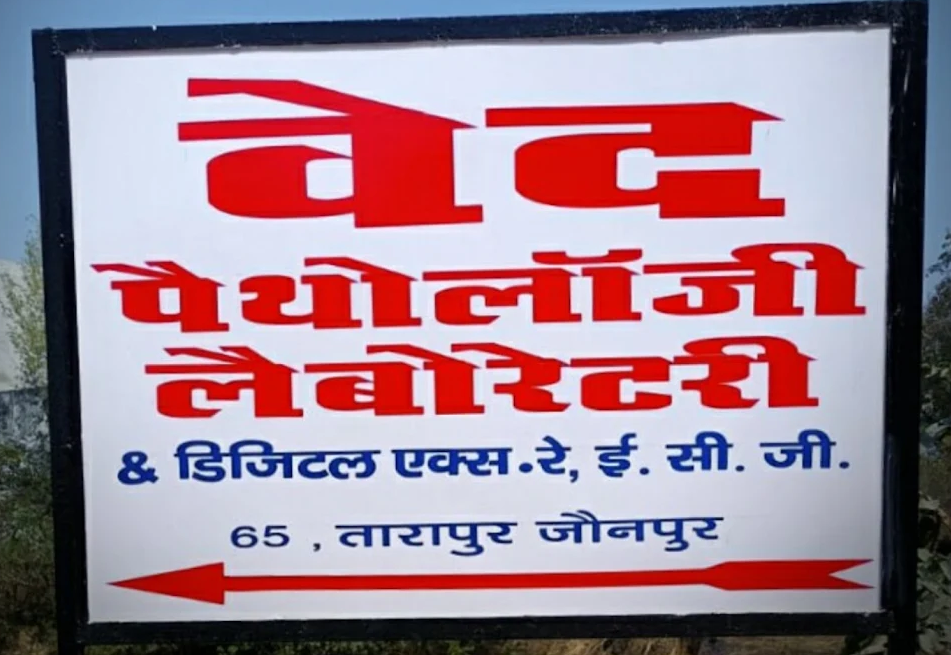 वेद
पैथोलॉजी
लैबोरेटरी
& डिजिटल एक्स.रे, ई. सी. जी.
65 , तारापुर जौनपुर